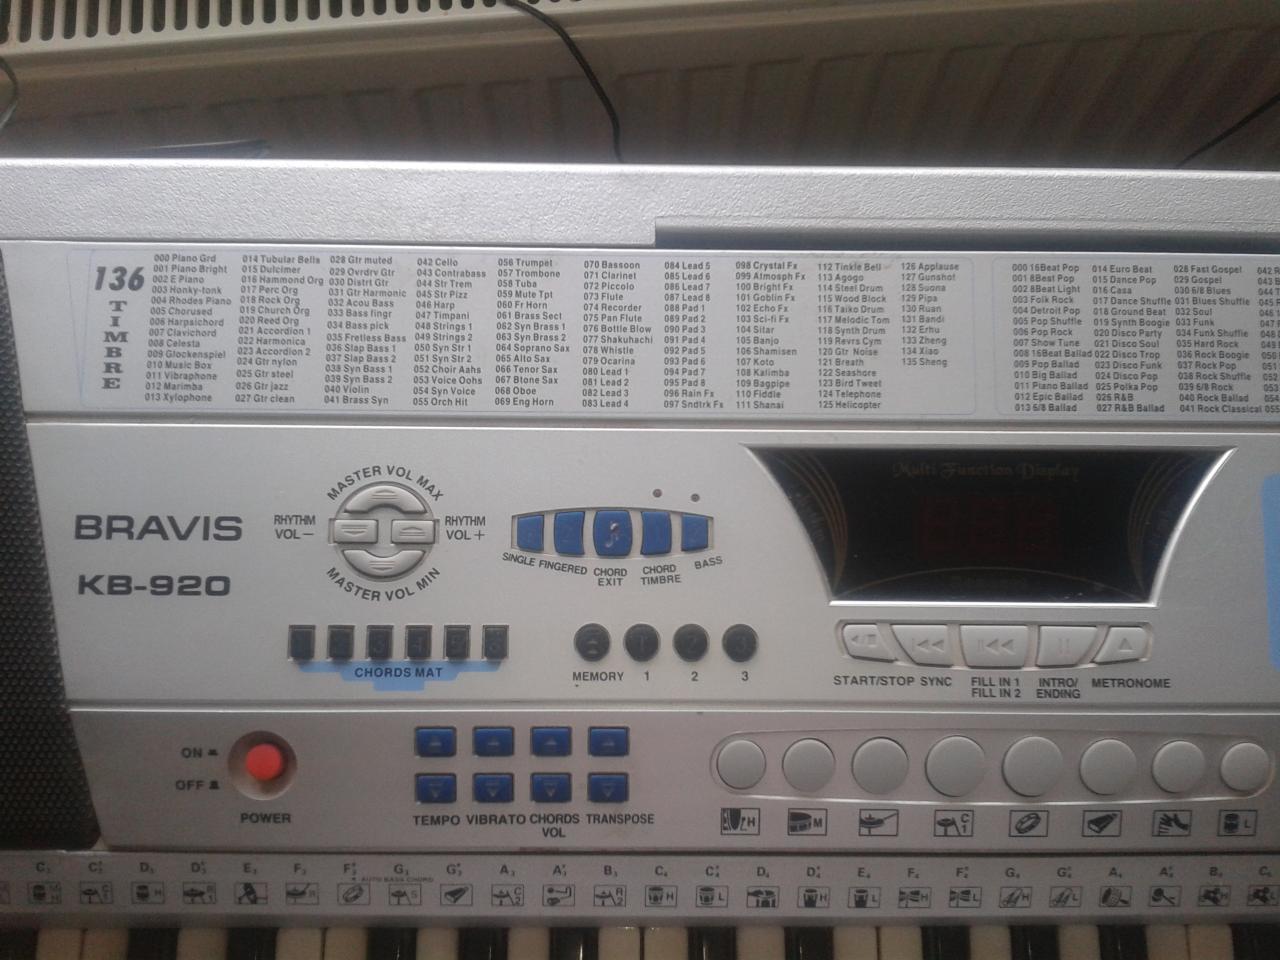 136
TIMBRE
000 Piano Grd
001 Piano Bright
002 E Piano
003 Honky-tonk
004 Rhodes Piano
005 Chorused
006 Harpsichord
007 Clavichord
008 Celesta
009 Glockenspiel
010 Music Box
011 Vibraphone
012 Marimba
013 Xylophone
014 Tubular Bells
015 Dulcimer
016 Hammond Org
017 Perc Org
018 Rock Org
019 Church Org
020 Reed Org
021 Accordion 1
022 Harmonica
023 Accordion 2
024 Gtr nylon
025 Gtr steel
026 Gtr jazz
027 Gtr clean
028 Gtr muted
029 Ovrdrv Gtr
030 Distrt Gtr
031 Gtr Harmonic
032 Acou Bass
033 Bass fingr
034 Bass pick
035 Fretless Bass
036 Slap Bass 1
037 Slap Bass 2
038 Syn Bass 1
039 Syn Bass 2
040 Violin
041 Brass Syn
042 Cello
043 Contrabass
044 Str Trem
045 Str Pizz
046 Harp
047 Timpani
048 Strings 1
049 Strings 2
050 Syn Str 1
051 Syn Str 2
052 Choir Aahs
053 Voice Oohs
054 Syn Voice
055 Orch Hit
056 Trumpet
057 Trombone
058 Tuba
059 Mute Tpt
060 Fr Horn
061 Brass Sect
062 Syn Brass 1
063 Syn Brass 2
064 Soprano Sax
065 Alto Sax
066 Tenor Sax
067 Btone Sax
068 Oboe
069 Eng Horn
070 Bassoon
071 Clarinet
072 Piccolo
073 Flute
074 Recorder
075 Pan Flute
076 Bottle Blow
077 Shakuhachi
078 Whistle
079 Ocarina
080 Lead 1
081 Lead 2
082 Lead 3
083 Lead 4
084 Lead 5
085 Lead 6
086 Lead 7
087 Lead 8
088 Pad 1
089 Pad 2
090 Pad 3
091 Pad 4
092 Pad 5
093 Pad 6
094 Pad 7
095 Pad 8
096 Rain Fx
097 Sndtrk Fx
098 Crystal Fx
099 Atmosph Fx
100 Bright Fx
101 Goblin Fx
102 Echo Fx
103 Sci-fi Fx
104 Sitar
105 Banjo
106 Shamisen
107 Koto
108 Kalimba
109 Bagpipe
110 Fiddle
111 Shanai
112 Tinkle Bell
113 Agogo
114 Steel Drum
115 Wood Block
116 Taiko Drum
117 Melodic Tom
118 Synth Drum
119 Revrs Cym
120 Gtr Noise
121 Breath
122 Seashore
123 Bird Tweet
124 Telephone
125 Helicopter
126 Applause
127 Gunshot
128 Suona
129 Pipa
130 Ruan
131 Bandi
132 Erhu
133 Zheng
134 Xiao
135 Sheng
000 16Beat Pop
001 8Beat Pop
002 8Beat Light
003 Folk Rock
004 Detroit Pop
005 Pop Shuffle
006 Pop Rock
007 Show Tune
008 16Beat Ballad
009 Pop Ballad
010 Big Ballad
011 Piano Ballad
012 Epic Ballad
013 6/8 Ballad
014 Euro Beat
015 Dance Pop
016 Casa
017 Dance Shuffle
018 Ground Beat
019 Synth Boogie
020 Disco Party
021 Disco Soul
022 Disco Trop
023 Disco Funk
024 Disco Pop
025 Polka Pop
026 R&B
027 R&B Ballad
028 Fast Gospel
029 Gospel
030 6/8 Blues
031 Blues Shuffle
032 Soul
033 Funk
034 Funk Shuffle
035 Hard Rock
036 Rock Boogie
037 Rock Pop
038 Rock Shuffle
039 6/8 Rock
040 Rock Ballad
041 Rock Classical
BRAVIS
KB-920
MASTER VOL MAX
RHYTHM VOL−
RHYTHM VOL+
MASTER VOL MIN
SINGLE FINGERED CHORD EXIT CHORD TIMBRE BASS
Multi Function Display
1 2 3 4 5 6
CHORDS MAT
1 2 3
MEMORY 1 2 3
START/STOP SYNC FILL IN 1 FILL IN 2 INTRO/ENDING METRONOME
ON
OFF
POWER
TEMPO VIBRATO CHORDS VOL TRANSPOSE
H M C1 L
AUTO BASS CHORD